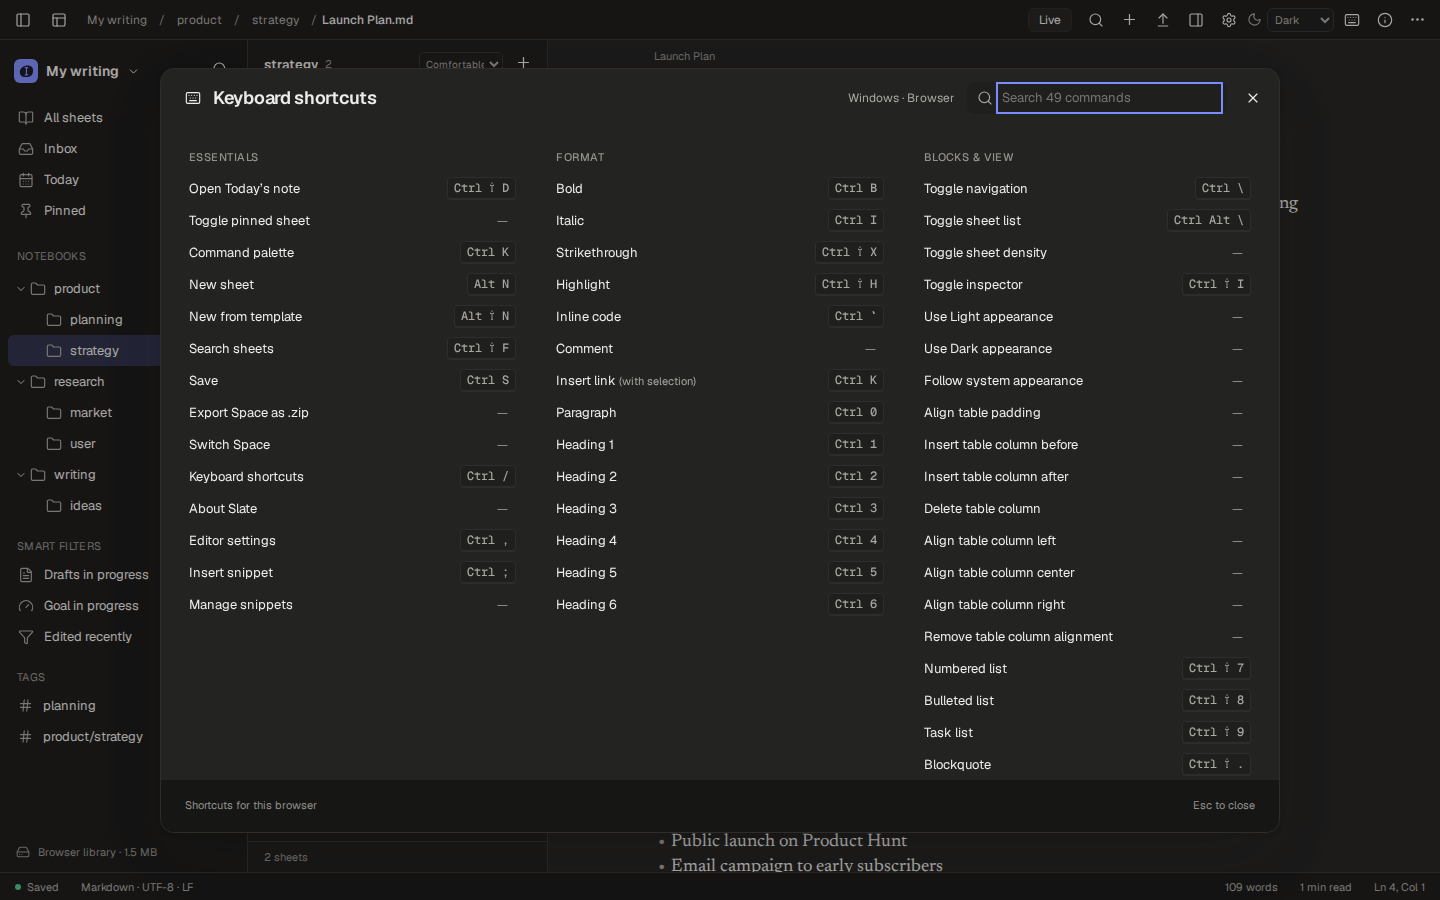 My writing / product / strategy / Launch Plan.md
Live
Dark
My writing
strategy 2
Comfortable
Launch Plan
All sheets
Inbox
Today
Pinned
NOTEBOOKS
product
planning
strategy
research
market
user
writing
ideas
SMART FILTERS
Drafts in progress
Goal in progress
Edited recently
TAGS
planning
product/strategy
Browser library · 1.5 MB
Keyboard shortcuts
Windows · Browser
Search 49 commands
ESSENTIALS
Open Today's note Ctrl ⇧ D
Toggle pinned sheet —
Command palette Ctrl K
New sheet Alt N
New from template Alt ⇧ N
Search sheets Ctrl ⇧ F
Save Ctrl S
Export Space as .zip —
Switch Space —
Keyboard shortcuts Ctrl /
About Slate —
Editor settings Ctrl ,
Insert snippet Ctrl ;
Manage snippets —
FORMAT
Bold Ctrl B
Italic Ctrl I
Strikethrough Ctrl ⇧ X
Highlight Ctrl ⇧ H
Inline code Ctrl `
Comment —
Insert link (with selection) Ctrl K
Paragraph Ctrl 0
Heading 1 Ctrl 1
Heading 2 Ctrl 2
Heading 3 Ctrl 3
Heading 4 Ctrl 4
Heading 5 Ctrl 5
Heading 6 Ctrl 6
BLOCKS & VIEW
Toggle navigation Ctrl \
Toggle sheet list Ctrl Alt \
Toggle sheet density —
Toggle inspector Ctrl ⇧ I
Use Light appearance —
Use Dark appearance —
Follow system appearance —
Align table padding —
Insert table column before —
Insert table column after —
Delete table column —
Align table column left —
Align table column center —
Align table column right —
Remove table column alignment —
Numbered list Ctrl ⇧ 7
Bulleted list Ctrl ⇧ 8
Task list Ctrl ⇧ 9
Blockquote Ctrl ⇧ .
Shortcuts for this browser
Esc to close
ng
• Public launch on Product Hunt
• Email campaign to early subscribers
2 sheets
Saved
Markdown · UTF-8 · LF
109 words
1 min read
Ln 4, Col 1